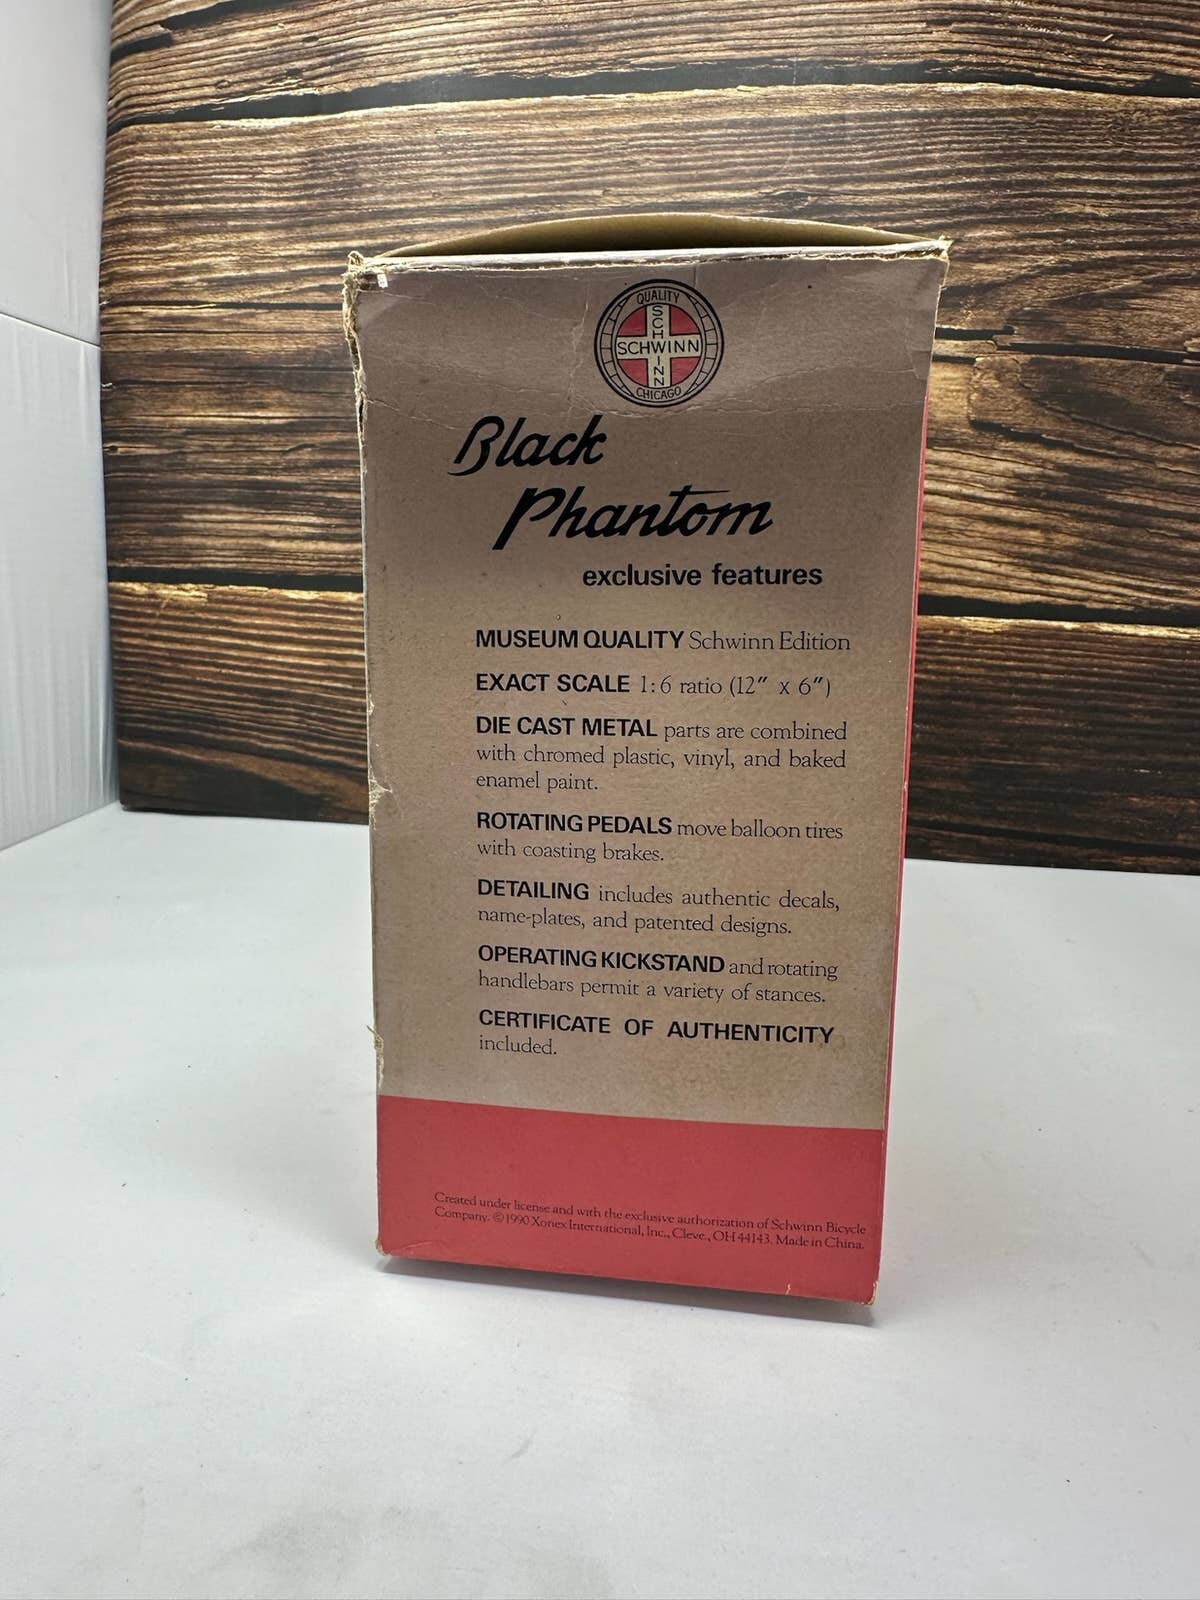 QUALITY
SCHWINN
SCHWINN
CHICAGO
Black
Phantom
exclusive features
MUSEUM QUALITY Schwinn Edition
EXACT SCALE 1:6 ratio (12" x 6")
DIE CAST METAL parts are combined
with chromed plastic, vinyl, and baked
enamel paint.
ROTATING PEDALS move balloon tires
with coasting brakes.
DETAILING includes authentic decals,
name-plates, and patented designs.
OPERATING KICKSTAND and rotating
handlebars permit a variety of stances.
CERTIFICATE OF AUTHENTICITY
included.
Created under license and with the exclusive authorization of Schwinn Bicycle
Company. ©1990 Xonex International, Inc., Cleve., OH 44143. Made in China.